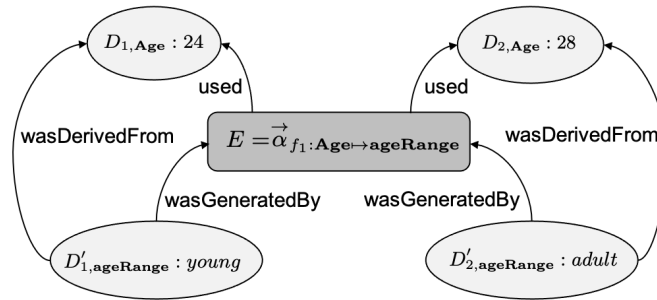 D₁,Age : 24
D₂,Age : 28
used
used
E = α⃗ f₁:Age↦ageRange
wasDerivedFrom
wasDerivedFrom
wasGeneratedBy
wasGeneratedBy
D′₁,ageRange : young
D′₂,ageRange : adult